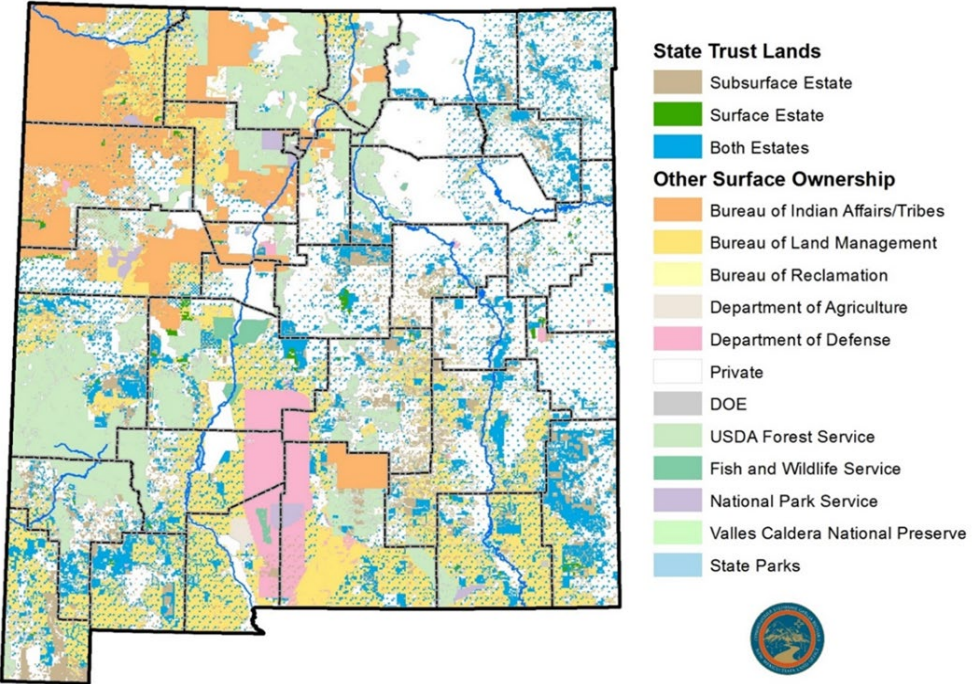 State Trust Lands
Subsurface Estate
Surface Estate
Both Estates
Other Surface Ownership
Bureau of Indian Affairs/Tribes
Bureau of Land Management
Bureau of Reclamation
Department of Agriculture
Department of Defense
Private
DOE
USDA Forest Service
Fish and Wildlife Service
National Park Service
Valles Caldera National Preserve
State Parks